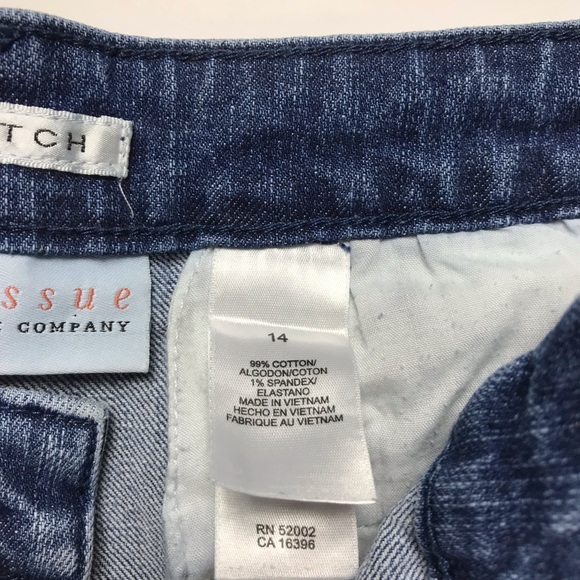 TCH
ssue
COMPANY
14
99% COTTON/
ALGODON/COTON
1% SPANDEX/
ELASTANO
MADE IN VIETNAM
HECHO EN VIETNAM
FABRIQUE AU VIETNAM
RN 52002
CA 16396